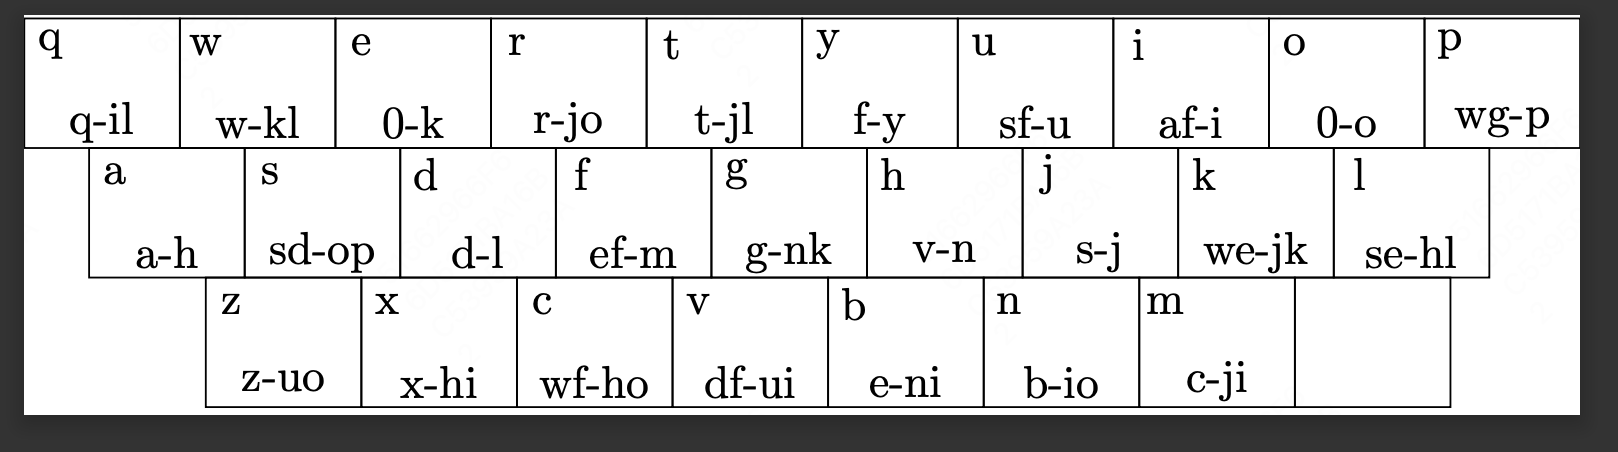 q w e r t y u i o p
q-il w-kl 0-k r-jo t-jl f-y sf-u af-i 0-o wg-p
a s d f g h j k l
a-h sd-op d-l ef-m g-nk v-n s-j we-jk se-hl
z x c v b n m
z-uo x-hi wf-ho df-ui e-ni b-io c-ji